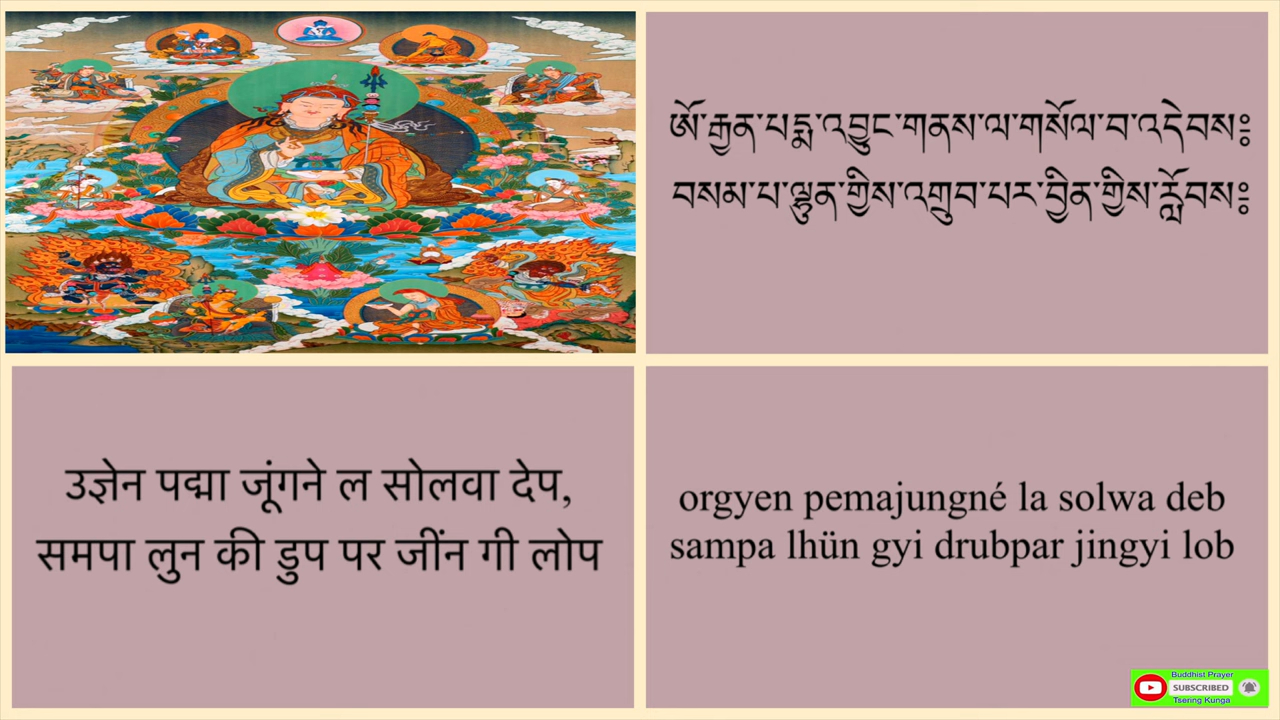 ཨོ་རྒྱན་པདྨ་འབྱུང་གནས་ལ་གསོལ་བ་འདེབས༔
བསམ་པ་ལྷུན་གྱིས་འགྲུབ་པར་བྱིན་གྱིས་རློབས༔
उज्ञेन पद्मा जूंगने ल सोलवा देप,
समपा लुन की डुप पर जींन गी लोप
orgyen pemajungné la solwa deb
sampa lhün gyi drubpar jingyi lob
Buddhist Prayer
SUBSCRIBED
Tsering Kunga